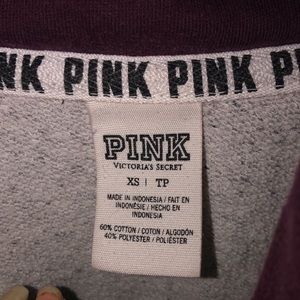 NK PINK PINK PINK
PINK
VICTORIA'S SECRET
XS | TP
MADE IN INDONESIA / FAIT EN
INDONÉSIE / HECHO EN
INDONESIA
60% COTTON / COTON / ALGODÓN
40% POLYESTER / POLIÉSTER